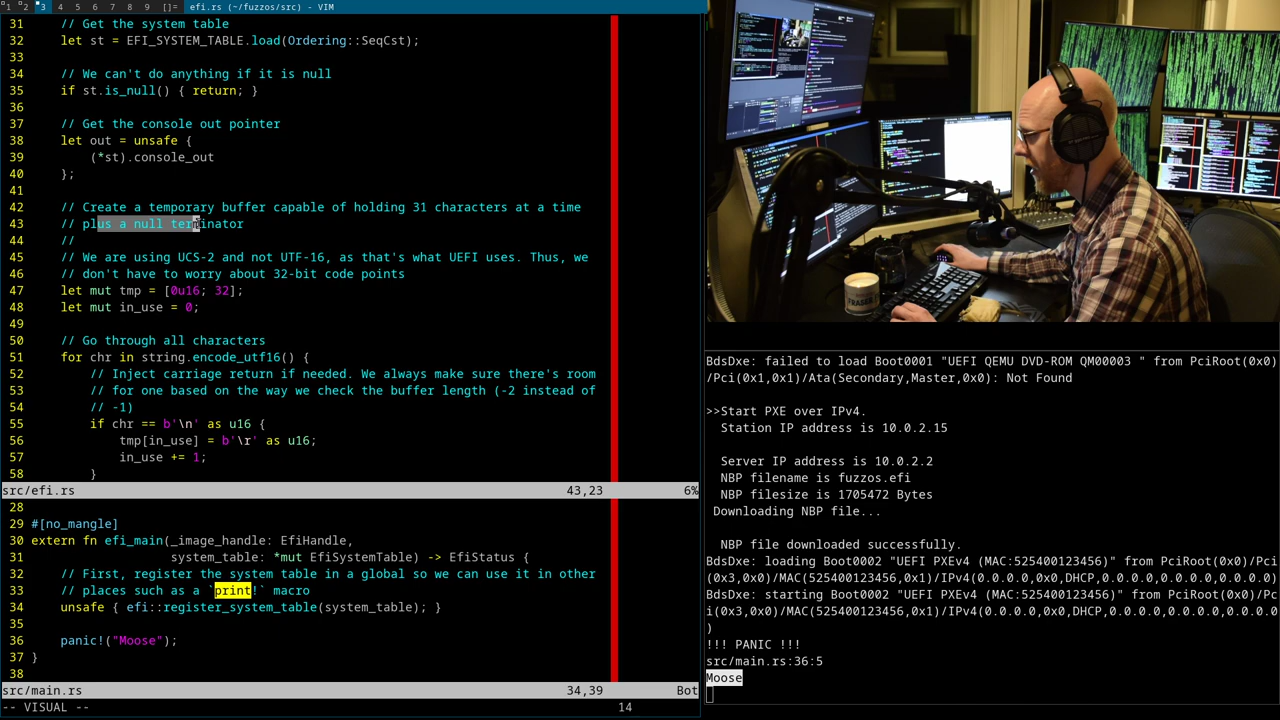 1 2 3 4 5 6 7 8 9 []= efi.rs (~/fuzzos/src) - VIM
31 // Get the system table
32 let st = EFI_SYSTEM_TABLE.load(Ordering::SeqCst);
33
34 // We can't do anything if it is null
35 if st.is_null() { return; }
36
37 // Get the console out pointer
38 let out = unsafe {
39 (*st).console_out
40 };
41
42 // Create a temporary buffer capable of holding 31 characters at a time
43 // plus a null terminator
44 //
45 // We are using UCS-2 and not UTF-16, as that's what UEFI uses. Thus, we
46 // don't have to worry about 32-bit code points
47 let mut tmp = [0u16; 32];
48 let mut in_use = 0;
49
50 // Go through all characters
51 for chr in string.encode_utf16() {
52 // Inject carriage return if needed. We always make sure there's room
53 // for one based on the way we check the buffer length (-2 instead of
54 // -1)
55 if chr == b'\n' as u16 {
56 tmp[in_use] = b'\r' as u16;
57 in_use += 1;
58 }
src/efi.rs 43,23 6%
28
29 #[no_mangle]
30 extern fn efi_main(_image_handle: EfiHandle,
31 system_table: *mut EfiSystemTable) -> EfiStatus {
32 // First, register the system table in a global so we can use it in other
33 // places such as a `print!` macro
34 unsafe { efi::register_system_table(system_table); }
35
36 panic!("Moose");
37 }
38
src/main.rs 34,39 Bot
-- VISUAL -- 14
BdsDxe: failed to load Boot0001 "UEFI QEMU DVD-ROM QM00003 " from PciRoot(0x0)
/Pci(0x1,0x1)/Ata(Secondary,Master,0x0): Not Found
>>Start PXE over IPv4.
Station IP address is 10.0.2.15
Server IP address is 10.0.2.2
NBP filename is fuzzos.efi
NBP filesize is 1705472 Bytes
Downloading NBP file...
NBP file downloaded successfully.
BdsDxe: loading Boot0002 "UEFI PXEv4 (MAC:525400123456)" from PciRoot(0x0)/Pci
(0x3,0x0)/MAC(525400123456,0x1)/IPv4(0.0.0.0,0x0,DHCP,0.0.0.0,0.0.0.0,0.0.0.0)
BdsDxe: starting Boot0002 "UEFI PXEv4 (MAC:525400123456)" from PciRoot(0x0)/Pc
i(0x3,0x0)/MAC(525400123456,0x1)/IPv4(0.0.0.0,0x0,DHCP,0.0.0.0,0.0.0.0,0.0.0.0
)
!!! PANIC !!!
src/main.rs:36:5
Moose